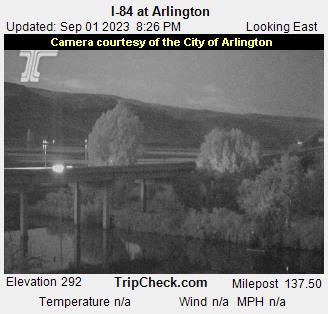 I-84 at Arlington
Updated: Sep 01 2023 8:26 PM Looking East
Camera courtesy of the City of Arlington
Elevation 292 TripCheck.com Milepost 137.50
Temperature n/a Wind n/a MPH n/a